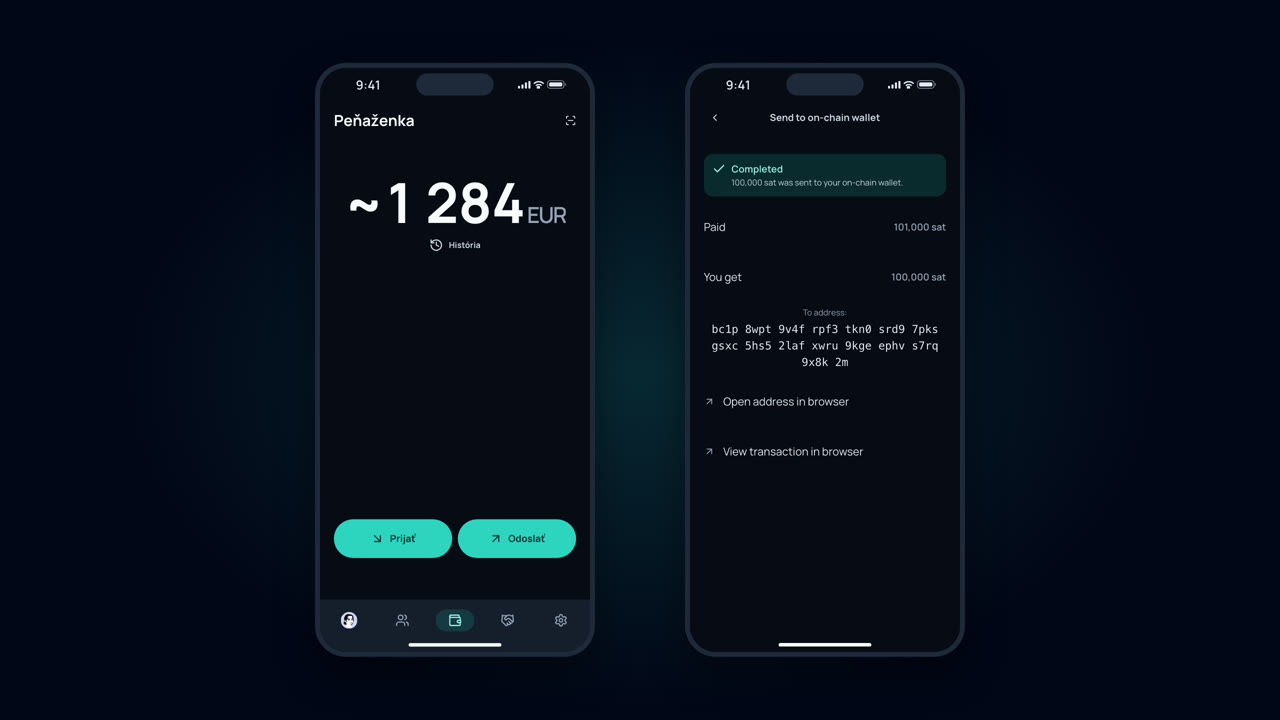 9:41
Peňaženka
~1 284 EUR
História
Prijať
Odoslať
9:41
Send to on-chain wallet
Completed
100,000 sat was sent to your on-chain wallet.
Paid
101,000 sat
You get
100,000 sat
To address:
bc1p 8wpt 9v4f rpf3 tkn0 srd9 7pks
gsxc 5hs5 2laf xwru 9kge ephv s7rq
9x8k 2m
Open address in browser
View transaction in browser